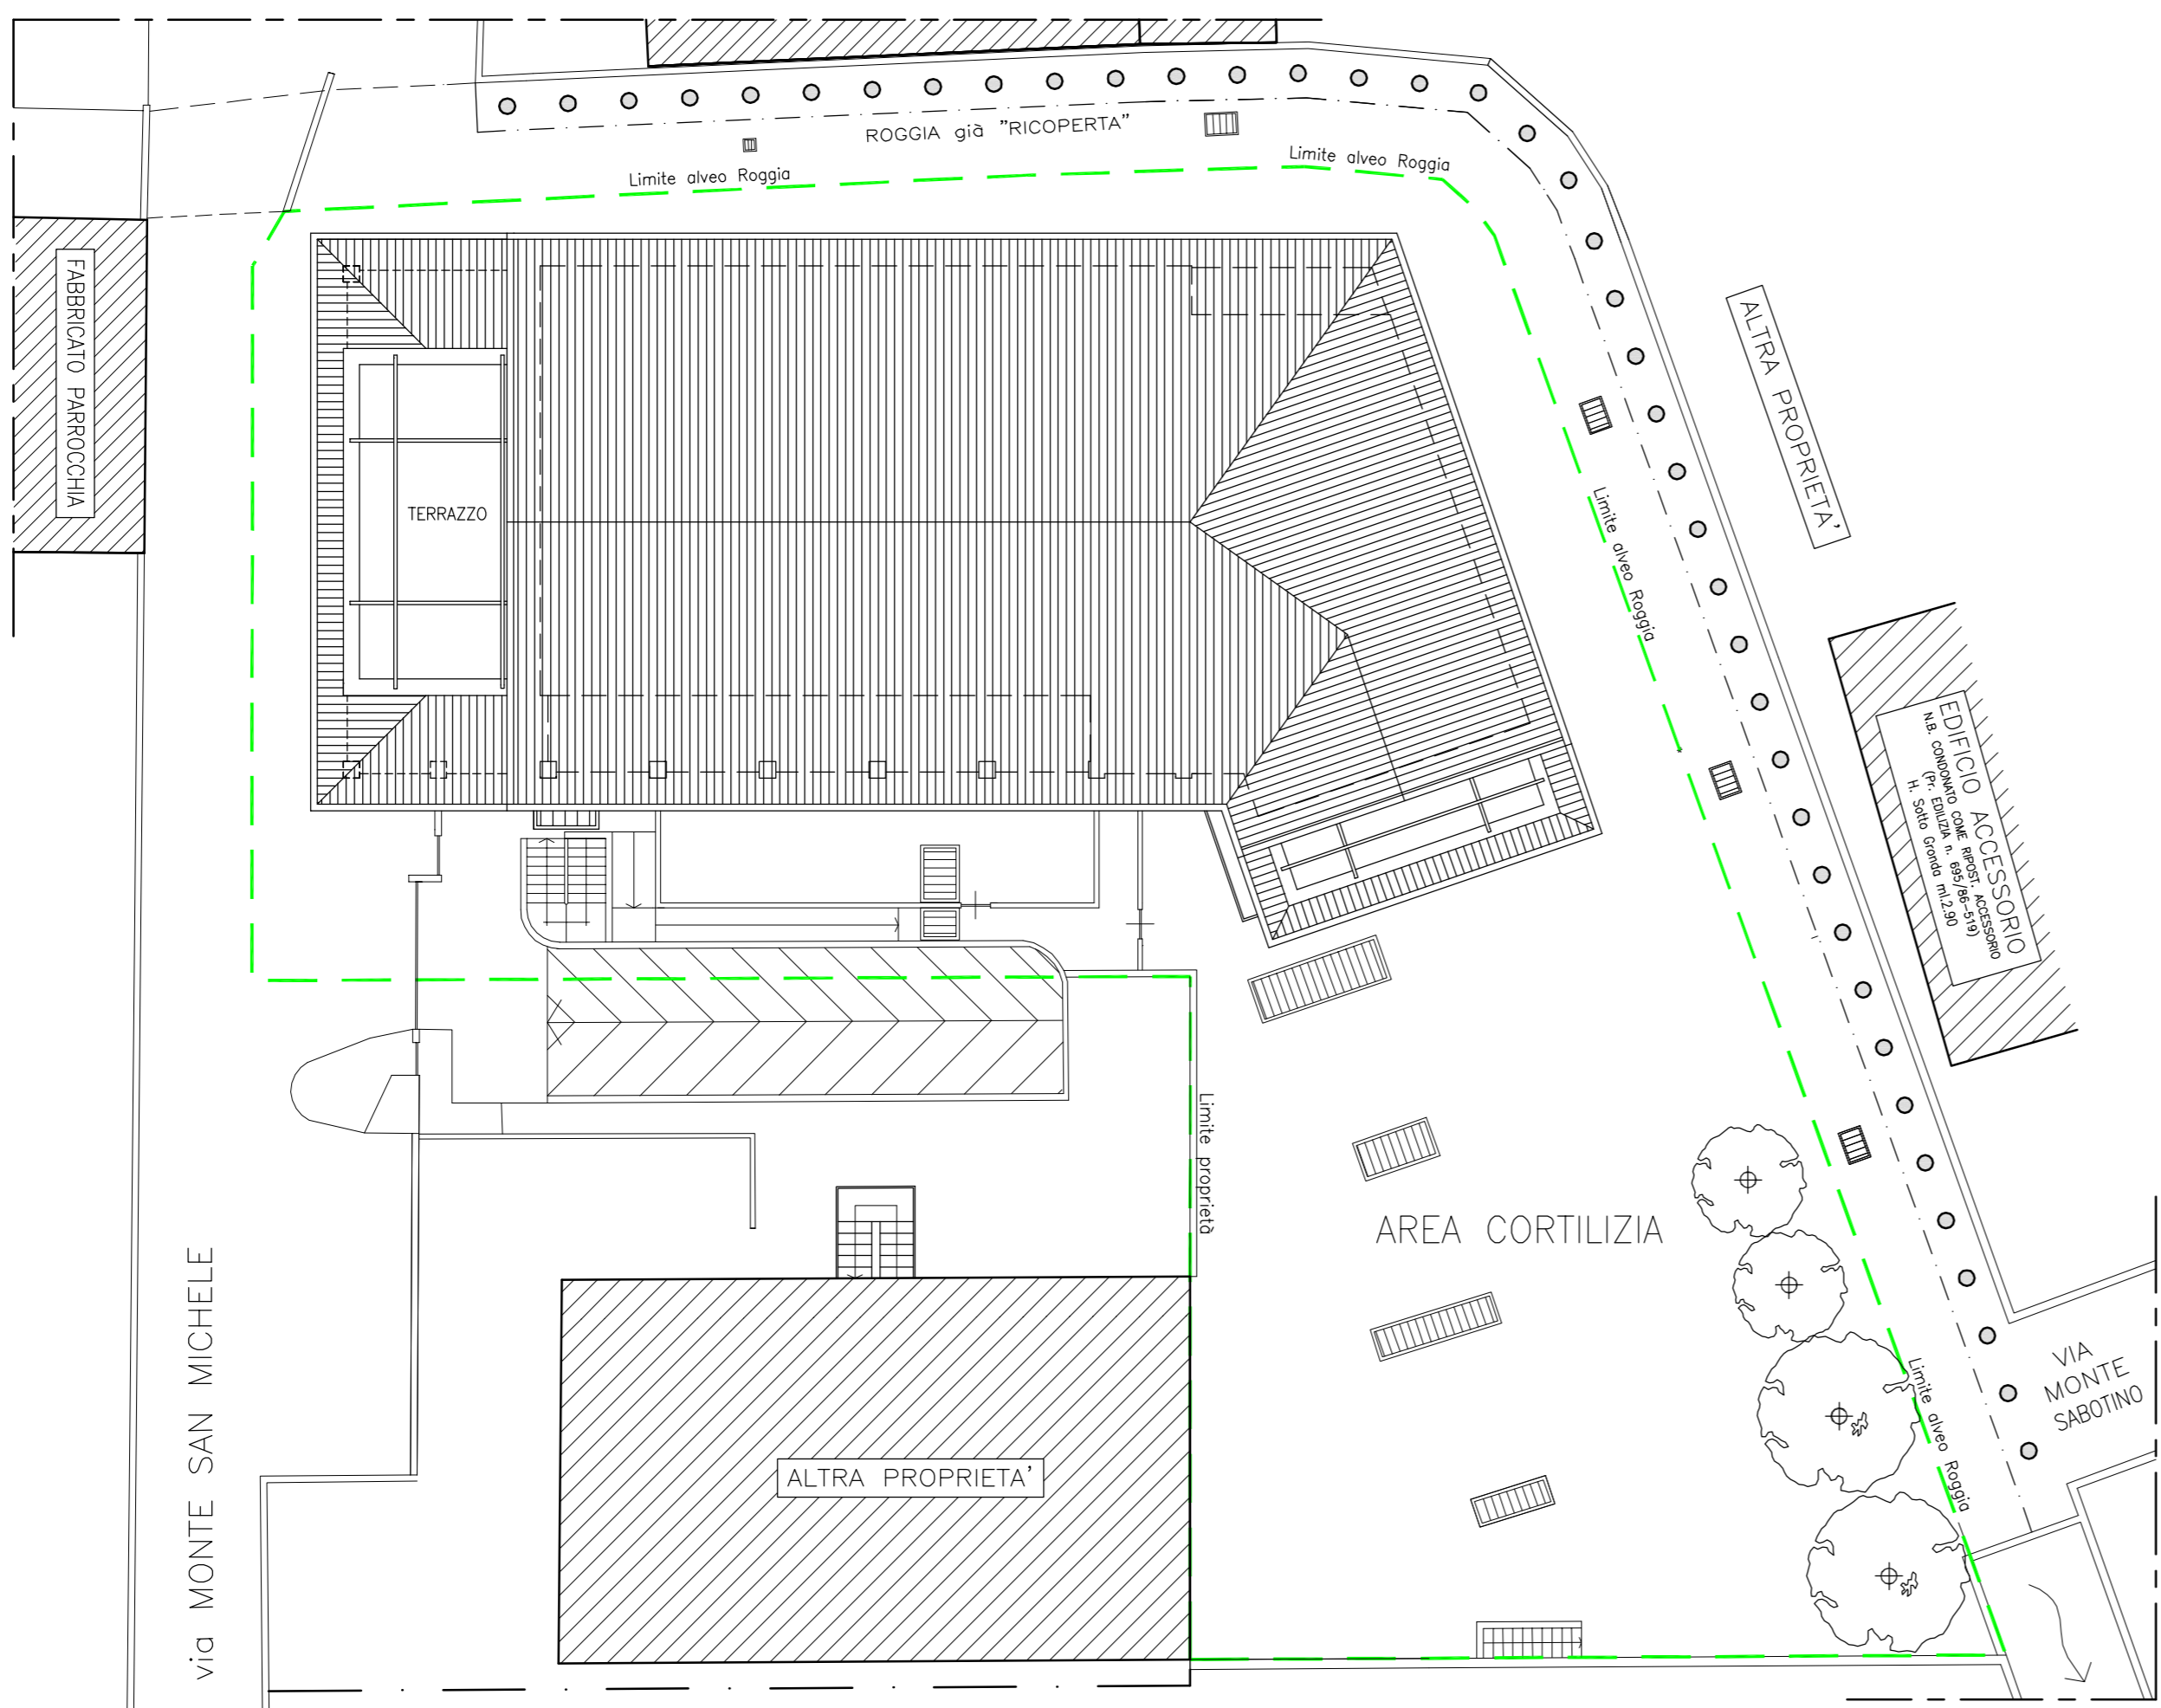 ROGGIA già "RICOPERTA"
Limite alveo Roggia
Limite alveo Roggia
FABBRICATO PARROCCHIA
TERRAZZO
ALTRA PROPRIETA'
Limite alveo Roggia
EDIFICIO ACCESSORIO
N.B. CONDONATO COME RIPOST. ACCESSORIO
(Pr. EDILIZIA n. 695/86-519)
H. Sotto Gronda ml.2.90
Limite proprietà
AREA CORTILIZIA
via MONTE SAN MICHELE
VIA
MONTE
SABOTINO
Limite alveo Roggia
ALTRA PROPRIETA'